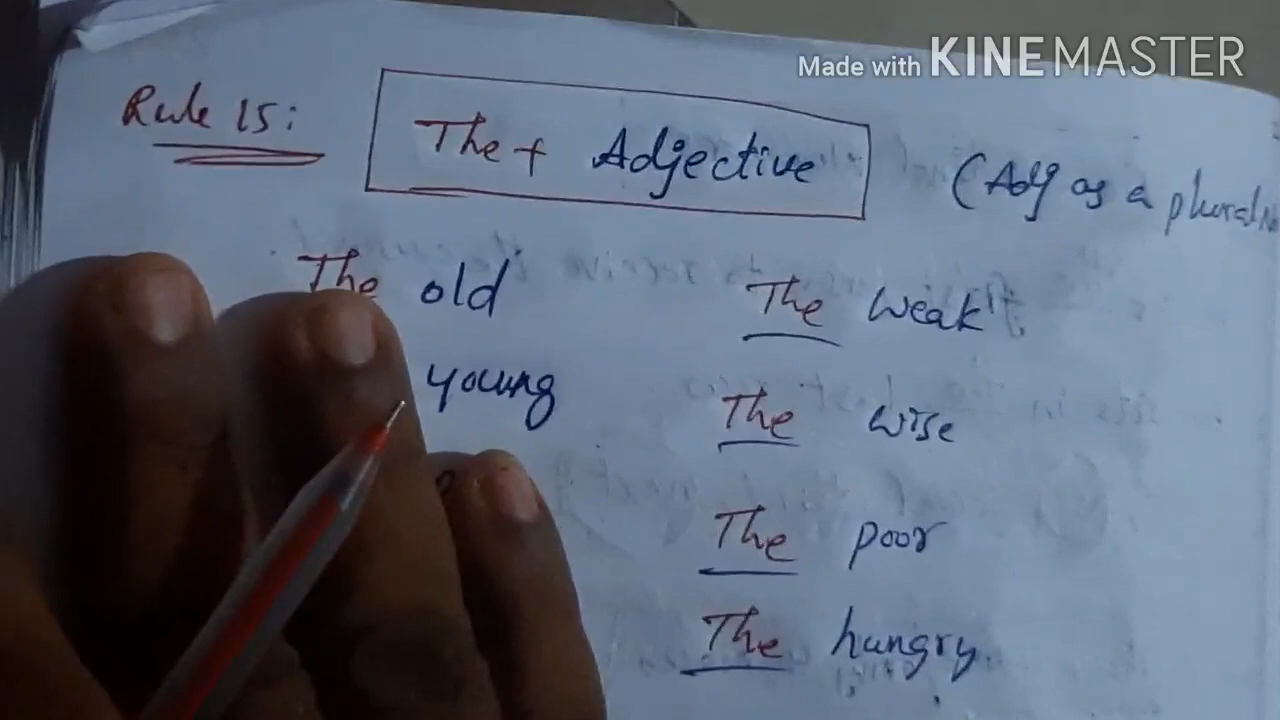 Made with KINEMASTER
Rule 15:
The + Adjective
(Adj as a plural
The old
The weak
young
The wise
The poor
The hungry